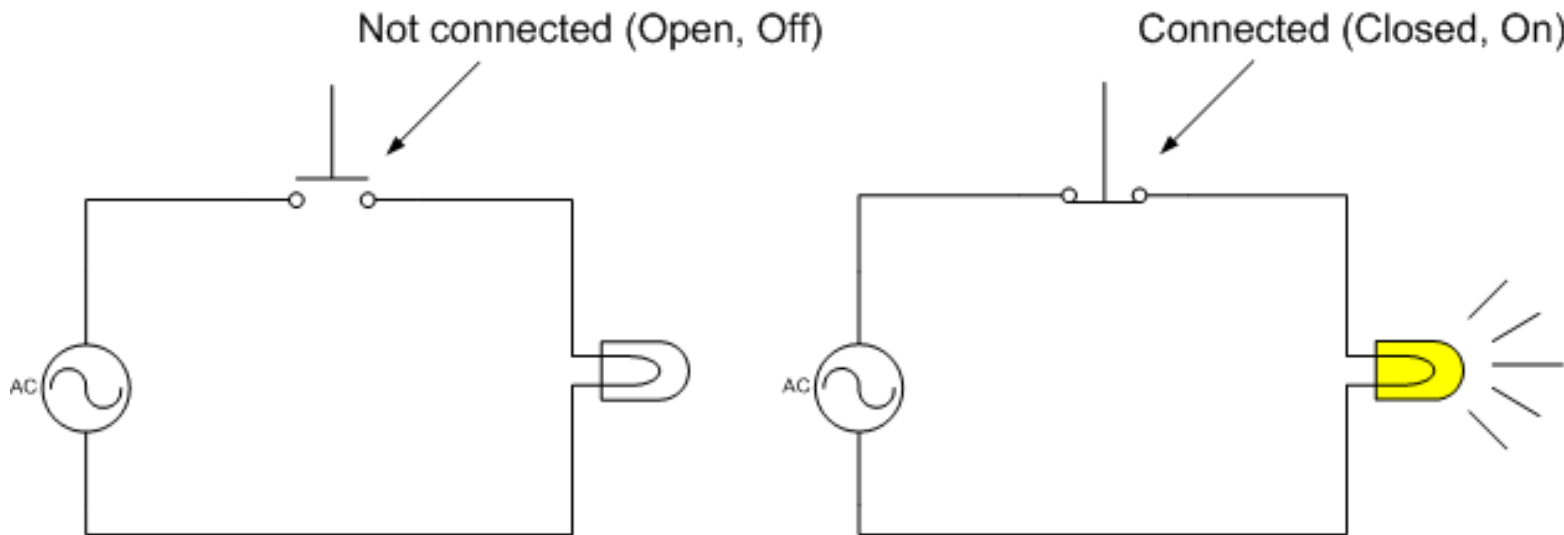 Not connected (Open, Off)
Connected (Closed, On)
AC
AC